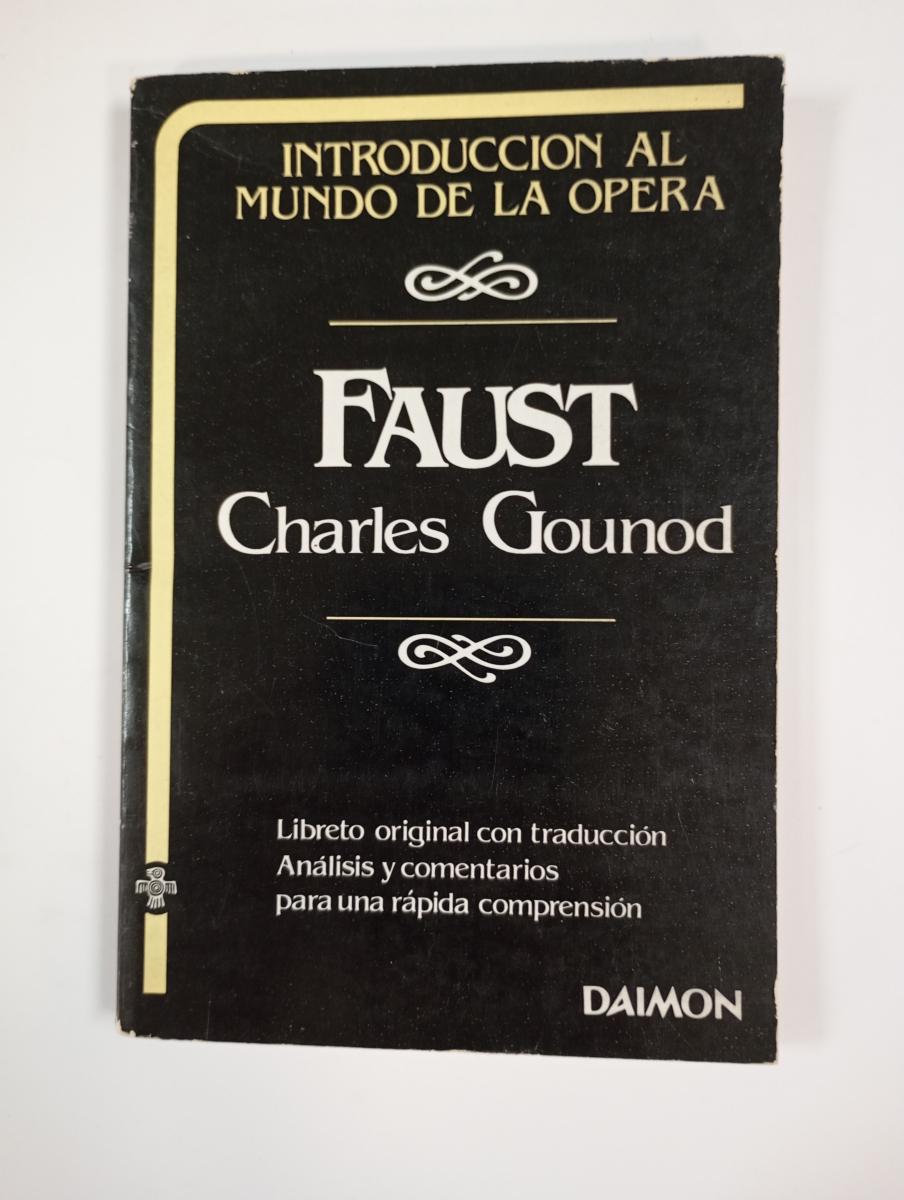 INTRODUCCION AL
MUNDO DE LA OPERA
FAUST
Charles Gounod
Libreto original con traducción
Análisis y comentarios
para una rápida comprensión
DAIMON